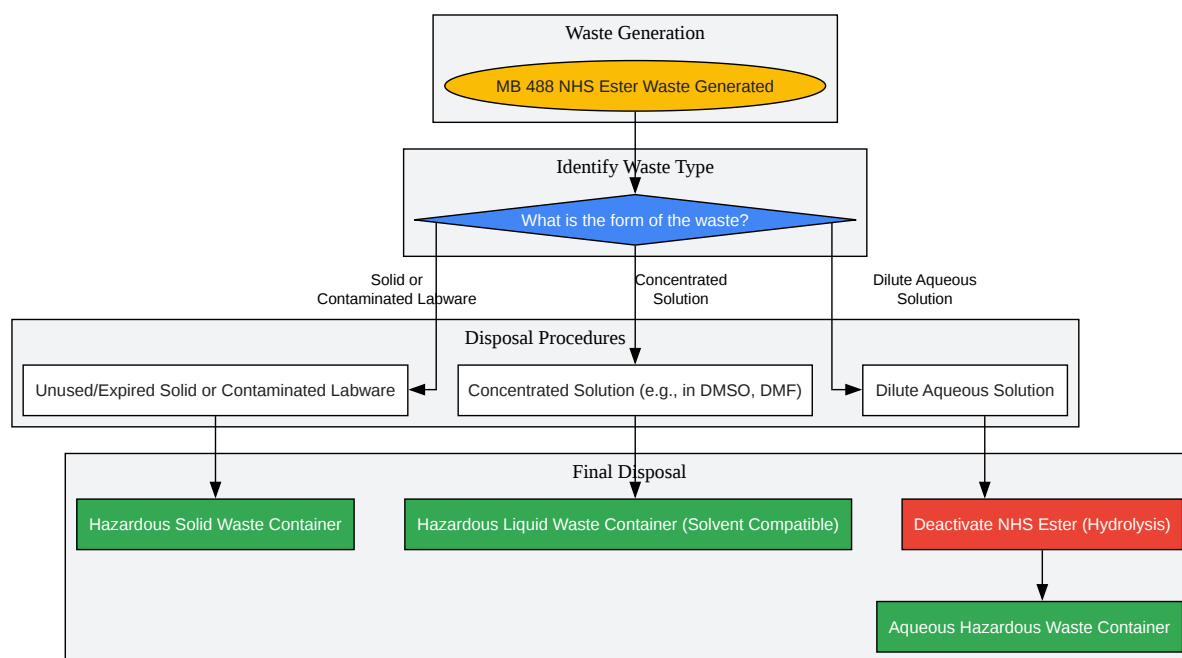 Waste Generation
MB 488 NHS Ester Waste Generated
Identify Waste Type
What is the form of the waste?
Solid or
Contaminated Labware
Concentrated
Solution
Dilute Aqueous
Solution
Disposal Procedures
Unused/Expired Solid or Contaminated Labware
Concentrated Solution (e.g., in DMSO, DMF)
Dilute Aqueous Solution
Final Disposal
Hazardous Solid Waste Container
Hazardous Liquid Waste Container (Solvent Compatible)
Deactivate NHS Ester (Hydrolysis)
Aqueous Hazardous Waste Container